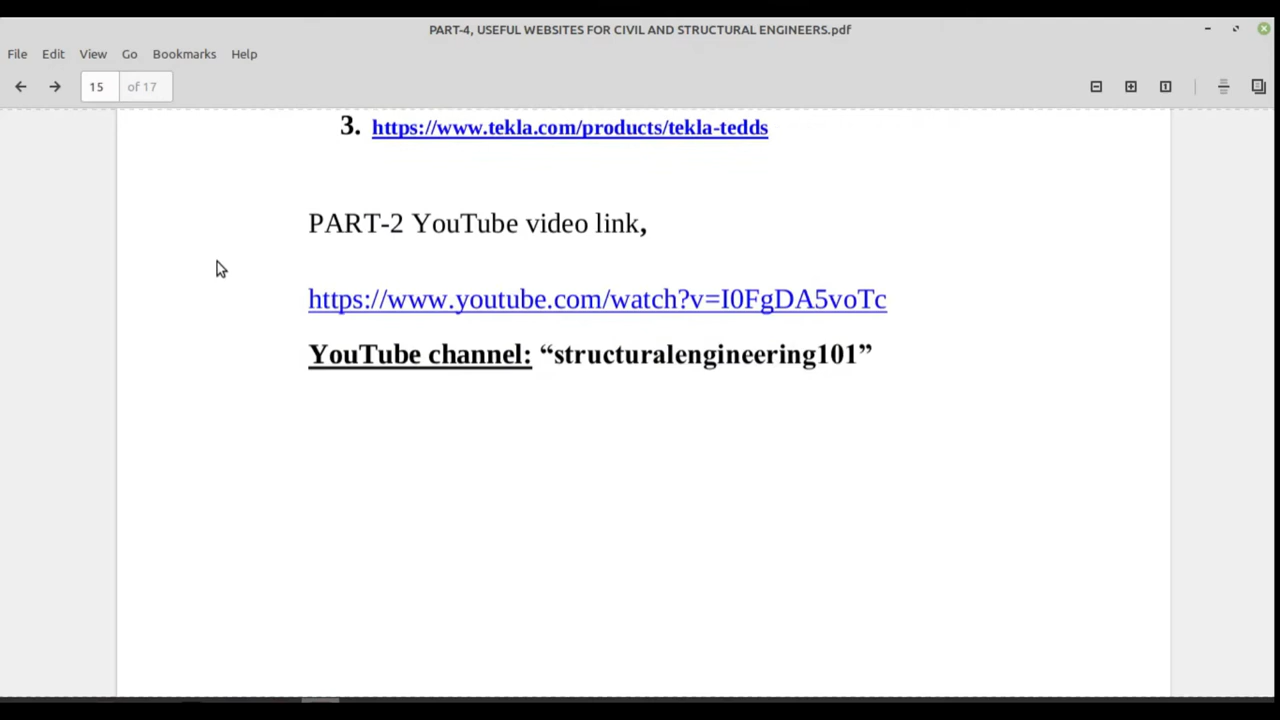 PART-4, USEFUL WEBSITES FOR CIVIL AND STRUCTURAL ENGINEERS.pdf
File Edit View Go Bookmarks Help
15 of 17
3. https://www.tekla.com/products/tekla-tedds
PART-2 YouTube video link,
https://www.youtube.com/watch?v=I0FgDA5voTc
YouTube channel: “structuralengineering101”